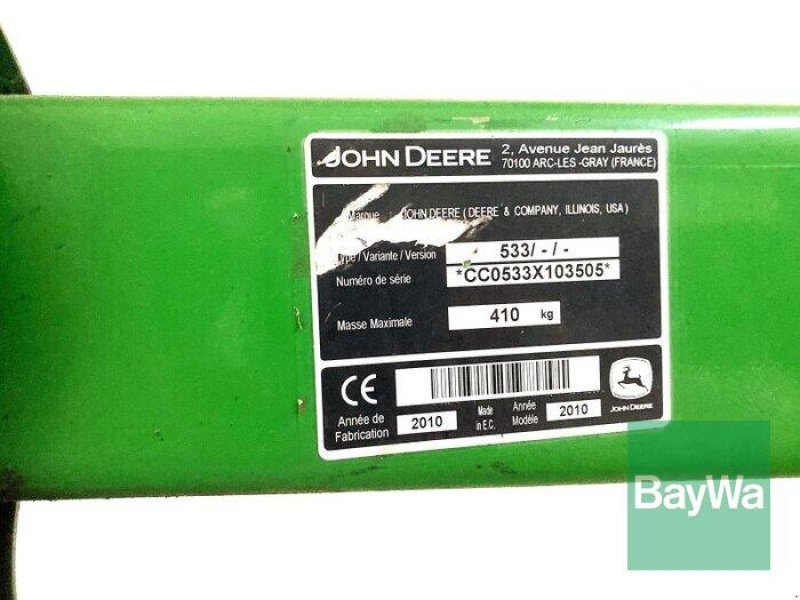 JOHN DEERE
2, Avenue Jean Jaurès
70100 ARC-LES -GRAY (FRANCE)
Marque : JOHN DEERE ( DEERE & COMPANY, ILLINOIS, USA )
Type / Variante / Version 533/ - / -
Numéro de série *CC0533X103505*
Masse Maximale 410 kg
CE
Année de Fabrication 2010
Made in E.C.
Année Modèle 2010
JOHN DEERE
BayWa